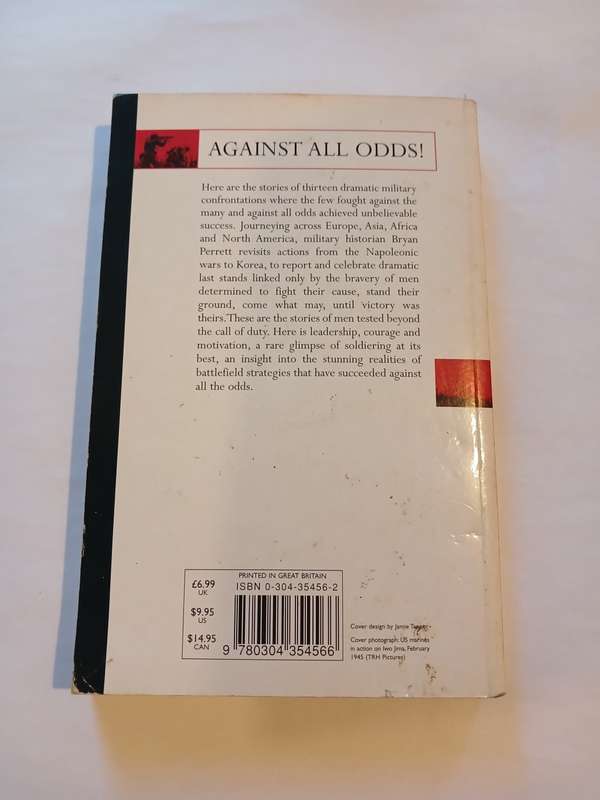 AGAINST ALL ODDS!
Here are the stories of thirteen dramatic military
confrontations where the few fought against the
many and against all odds achieved unbelievable
success. Journeying across Europe, Asia, Africa
and North America, military historian Bryan
Perrett revisits actions from the Napoleonic
wars to Korea, to report and celebrate dramatic
last stands linked only by the bravery of men
determined to fight their cause, stand their
ground, come what may, until victory was
theirs. These are the stories of men tested beyond
the call of duty. Here is leadership, courage and
motivation, a rare glimpse of soldiering at its
best, an insight into the stunning realities of
battlefield strategies that have succeeded against
all the odds.
£6.99
UK
$9.95
US
$14.95
CAN
PRINTED IN GREAT BRITAIN
ISBN 0-304-35456-2
9 780304 354566
Cover design by Jamie
Cover photograph: US marines
in action on Iwo Jima, February
1945 (TRH Pictures)